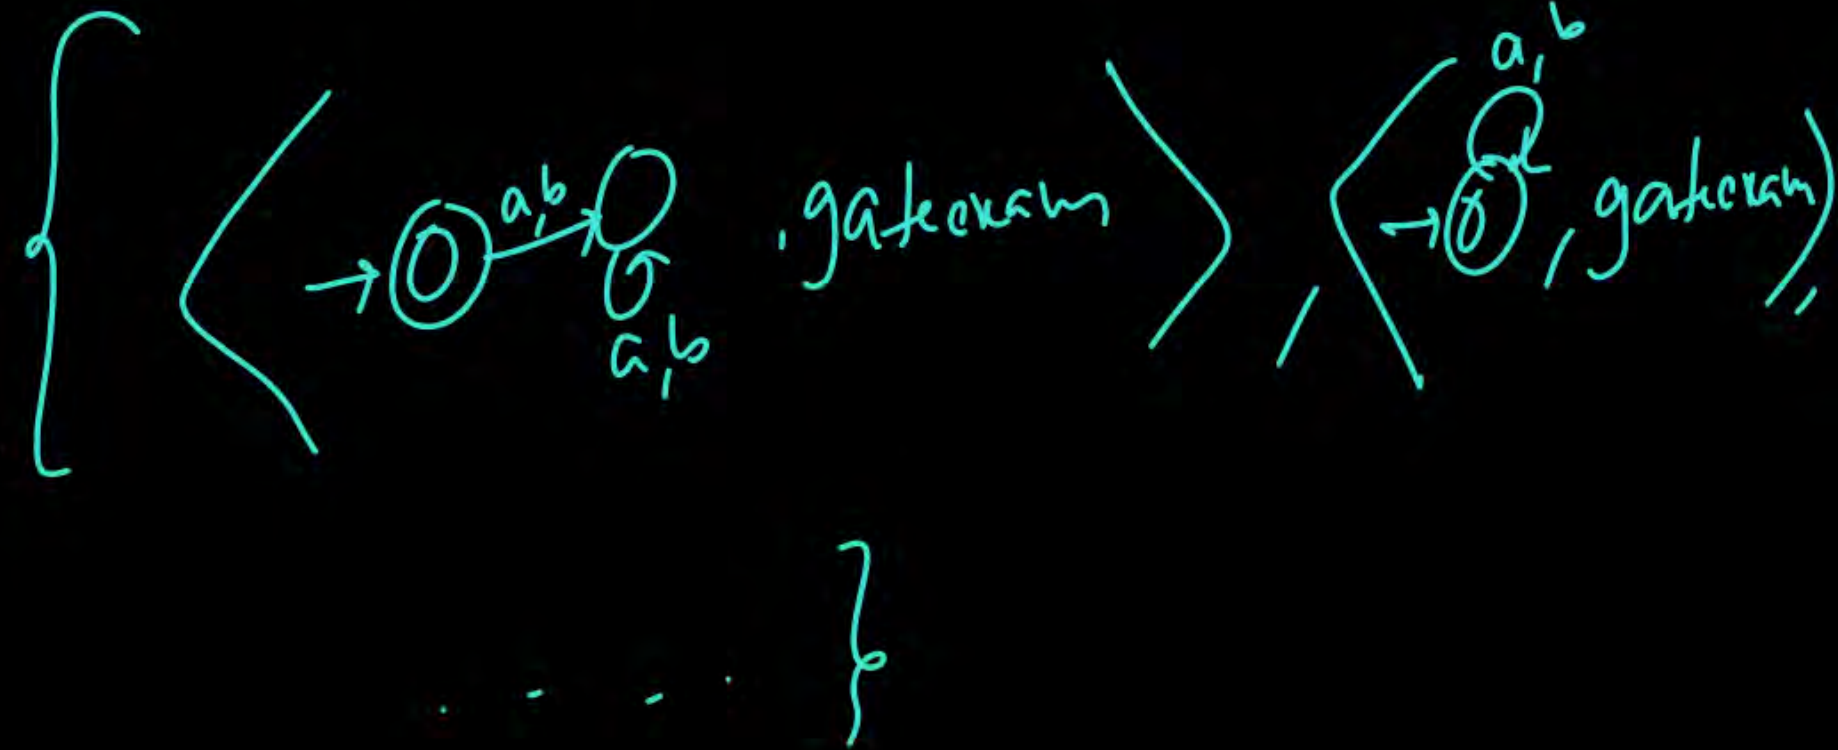 { < → a,b a,b , gateexam > , < → a,b , gateexam > ,
. - - . }